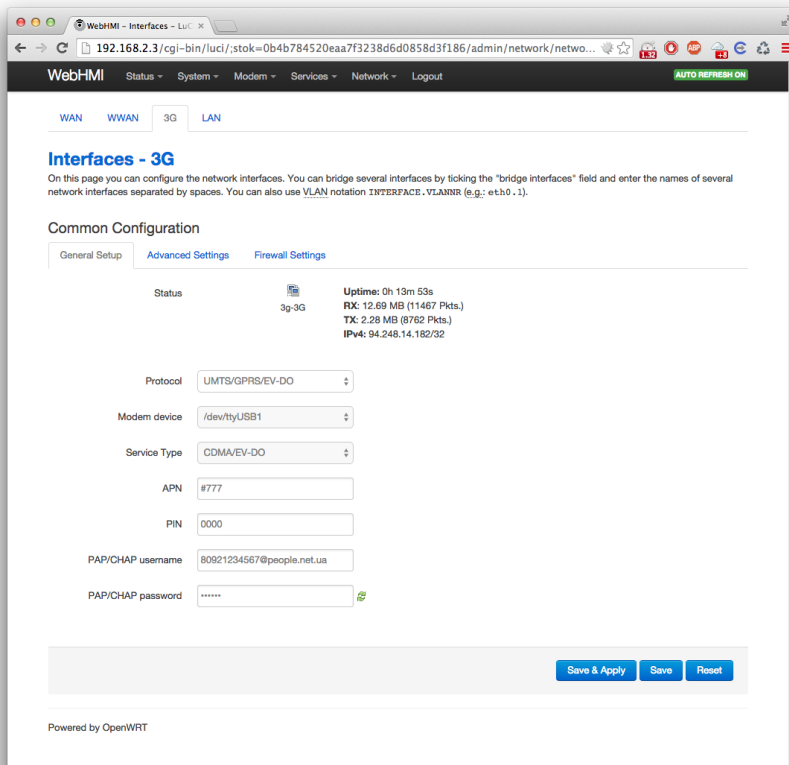 WebHMI - Interfaces - LuC
192.168.2.3/cgi-bin/luci/;stok=0b4b784520eaa7f3238d6d0858d3f186/admin/network/netwo...
1.32
ABP
+8
WebHMI Status System Modem Services Network Logout AUTO REFRESH ON
WAN WWAN 3G LAN
Interfaces - 3G
On this page you can configure the network interfaces. You can bridge several interfaces by ticking the "bridge interfaces" field and enter the names of several
network interfaces separated by spaces. You can also use VLAN notation INTERFACE.VLANNR (e.g.: eth0.1).
Common Configuration
General Setup Advanced Settings Firewall Settings
Status
3g-3G
Uptime: 0h 13m 53s
RX: 12.69 MB (11467 Pkts.)
TX: 2.28 MB (8762 Pkts.)
IPv4: 94.248.14.182/32
Protocol UMTS/GPRS/EV-DO
Modem device /dev/ttyUSB1
Service Type CDMA/EV-DO
APN #777
PIN 0000
PAP/CHAP username 80921234567@people.net.ua
PAP/CHAP password ••••••
Save & Apply Save Reset
Powered by OpenWRT